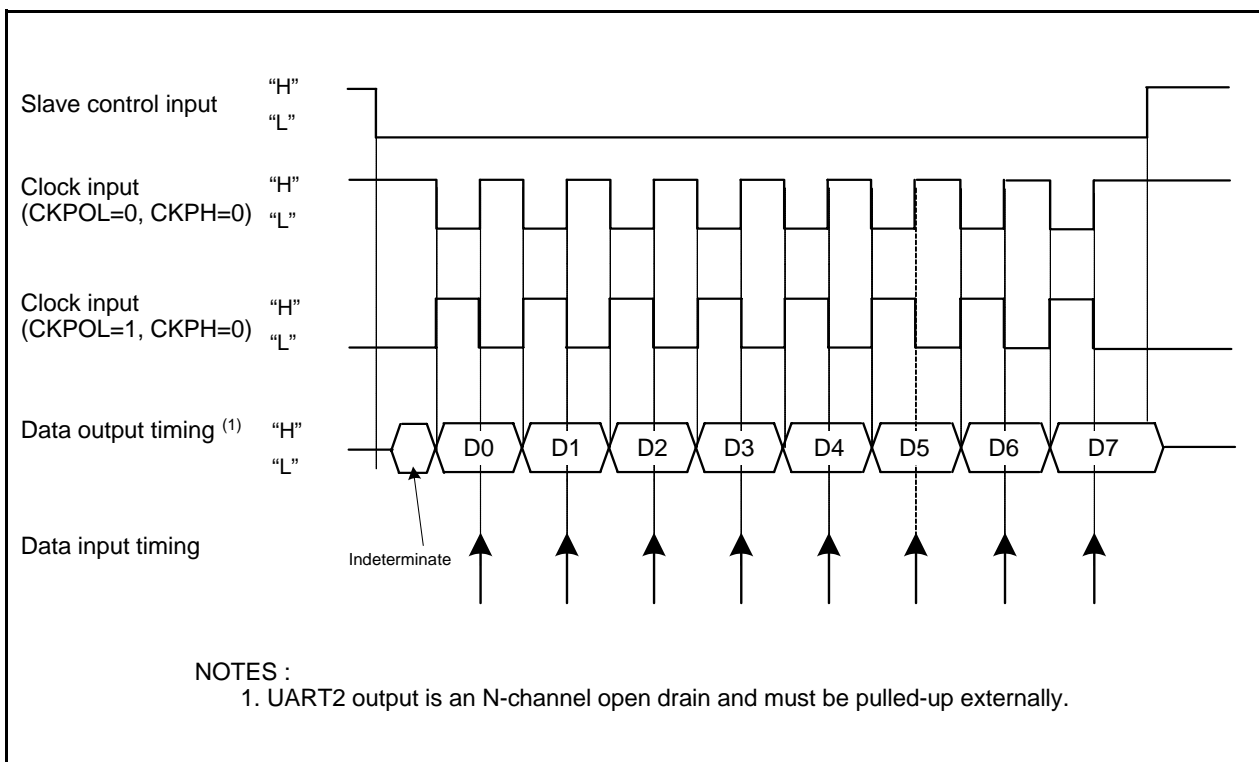 Slave control input
“H”
“L”
Clock input
(CKPOL=0, CKPH=0)
“H”
“L”
Clock input
(CKPOL=1, CKPH=0)
“H”
“L”
Data output timing (1)
“H”
“L”
D0 D1 D2 D3 D4 D5 D6 D7
Data input timing
Indeterminate
NOTES :
1. UART2 output is an N-channel open drain and must be pulled-up externally.